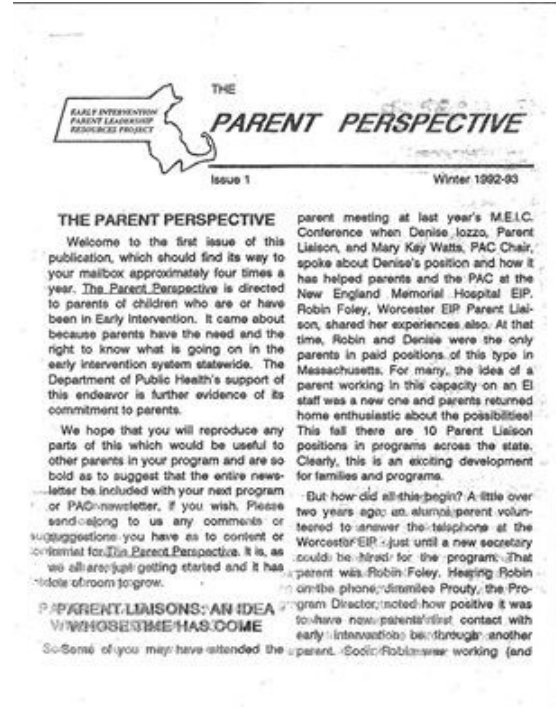 EARLY INTERVENTION
PARENT LEADERSHIP
RESOURCES PROJECT
THE
PARENT PERSPECTIVE
Issue 1
Winter 1992-93
THE PARENT PERSPECTIVE
Welcome to the first issue of this
publication, which should find its way to
your mailbox approximately four times a
year. The Parent Perspective is directed
to parents of children who are or have
been in Early Intervention. It came about
because parents have the need and the
right to know what is going on in the
early intervention system statewide. The
Department of Public Health's support of
this endeavor is further evidence of its
commitment to parents.
We hope that you will reproduce any
parts of this which would be useful to
other parents in your program and are so
bold as to suggest that the entire news-
letter be included with your next program
or PAC newsletter, if you wish. Please
send along to us any comments or
suggestions you have as to content or
format for The Parent Perspective. It is, as
we all are, just getting started and it has
lots of room to grow.
PARENT LIAISONS: AN IDEA
WHOSE TIME HAS COME
Some of you may have attended the
parent meeting at last year's M.E.I.C.
Conference when Denise Iozzo, Parent
Liaison, and Mary Kay Watts, PAC Chair,
spoke about Denise's position and how it
has helped parents and the PAC at the
New England Memorial Hospital EIP.
Robin Foley, Worcester EIP Parent Liai-
son, shared her experiences also. At that
time, Robin and Denise were the only
parents in paid positions of this type in
Massachusetts. For many, the idea of a
parent working in this capacity on an EI
staff was a new one and parents returned
home enthusiastic about the possibilities!
This fall there are 10 Parent Liaison
positions in programs across the state.
Clearly, this is an exciting development
for families and programs.
But how did all this begin? A little over
two years ago, an alumni parent volun-
teered to answer the telephone at the
Worcester EIP - just until a new secretary
could be hired for the program. That
parent was Robin Foley. Hearing Robin
on the phone, Jimmilee Prouty, the Pro-
gram Director, noted how positive it was
to have new parents' first contact with
early intervention be through another
parent. Soon Robin was working (and